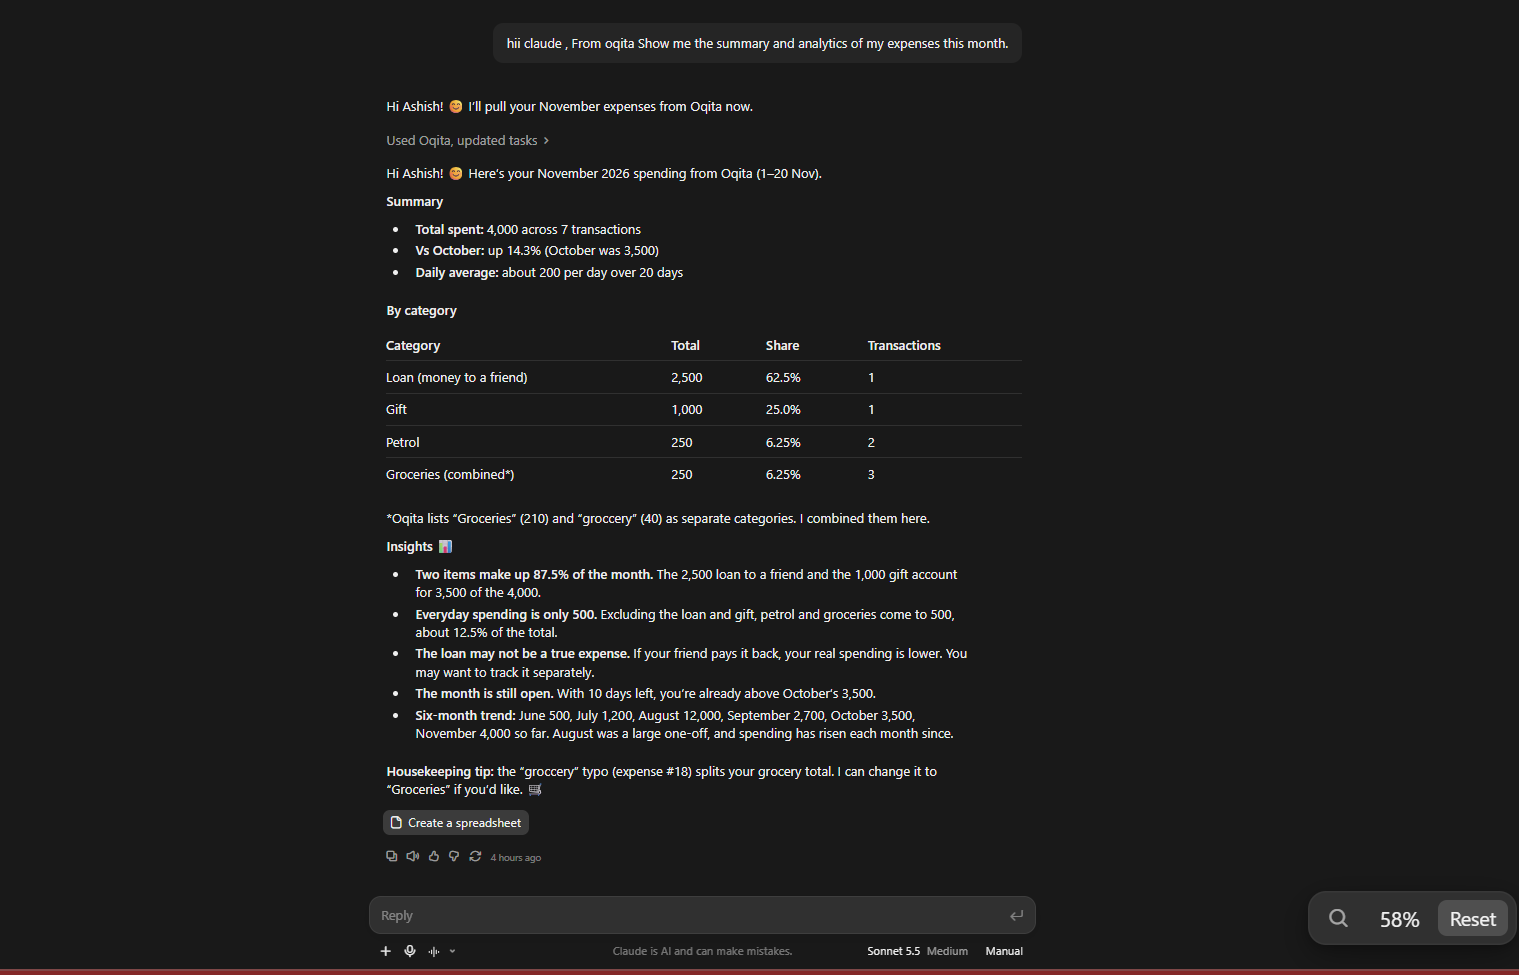 hii claude , From oqita Show me the summary and analytics of my expenses this month.
Hi Ashish! 😊 I'll pull your November expenses from Oqita now.
Used Oqita, updated tasks >
Hi Ashish! 😊 Here's your November 2026 spending from Oqita (1–20 Nov).
Summary
• Total spent: 4,000 across 7 transactions
• Vs October: up 14.3% (October was 3,500)
• Daily average: about 200 per day over 20 days
By category
Category Total Share Transactions
Loan (money to a friend) 2,500 62.5% 1
Gift 1,000 25.0% 1
Petrol 250 6.25% 2
Groceries (combined*) 250 6.25% 3
*Oqita lists “Groceries” (210) and “groccery” (40) as separate categories. I combined them here.
Insights 📊
• Two items make up 87.5% of the month. The 2,500 loan to a friend and the 1,000 gift account
for 3,500 of the 4,000.
• Everyday spending is only 500. Excluding the loan and gift, petrol and groceries come to 500,
about 12.5% of the total.
• The loan may not be a true expense. If your friend pays it back, your real spending is lower. You
may want to track it separately.
• The month is still open. With 10 days left, you're already above October's 3,500.
• Six-month trend: June 500, July 1,200, August 12,000, September 2,700, October 3,500,
November 4,000 so far. August was a large one-off, and spending has risen each month since.
Housekeeping tip: the “groccery” typo (expense #18) splits your grocery total. I can change it to
“Groceries” if you'd like. 🛒
Create a spreadsheet
4 hours ago
Reply
Claude is AI and can make mistakes.
Sonnet 5.5 Medium Manual
58% Reset